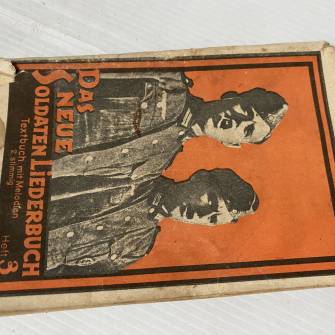 DAS
NEUE
SOLDATEN LIEDERBUCH
Textbuch mit Melodien
2 stimmig
Heft 3